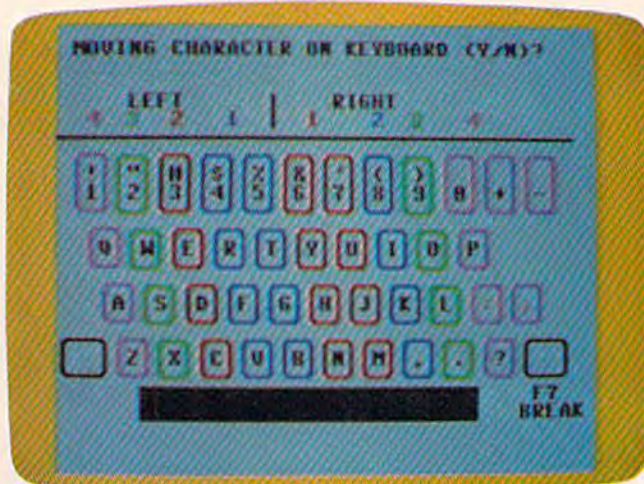 MOVING CHARACTER ON KEYBOARD (Y/N)?
LEFT RIGHT
4 3 2 1 1 2 3 4
! " # $ % & ' ( )
1 2 3 4 5 6 7 8 9 0 + -
Q W E R T Y U I O P
A S D F G H J K L : ;
Z X C V B N M , . ?
F7
BREAK